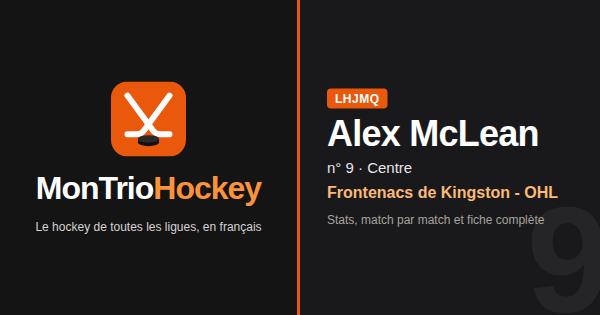 MonTrioHockey
Le hockey de toutes les ligues, en français
LHJMQ
Alex McLean
n° 9 · Centre
Frontenacs de Kingston - OHL
Stats, match par match et fiche complète
9